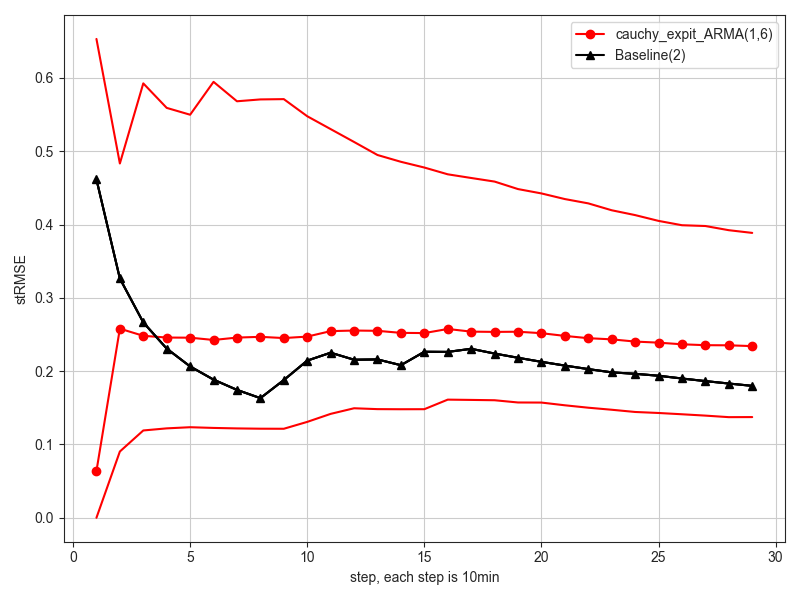 cauchy_expit_ARMA(1,6)
Baseline(2)
stRMSE
0.6
0.5
0.4
0.3
0.2
0.1
0.0
0 5 10 15 20 25 30
step, each step is 10min